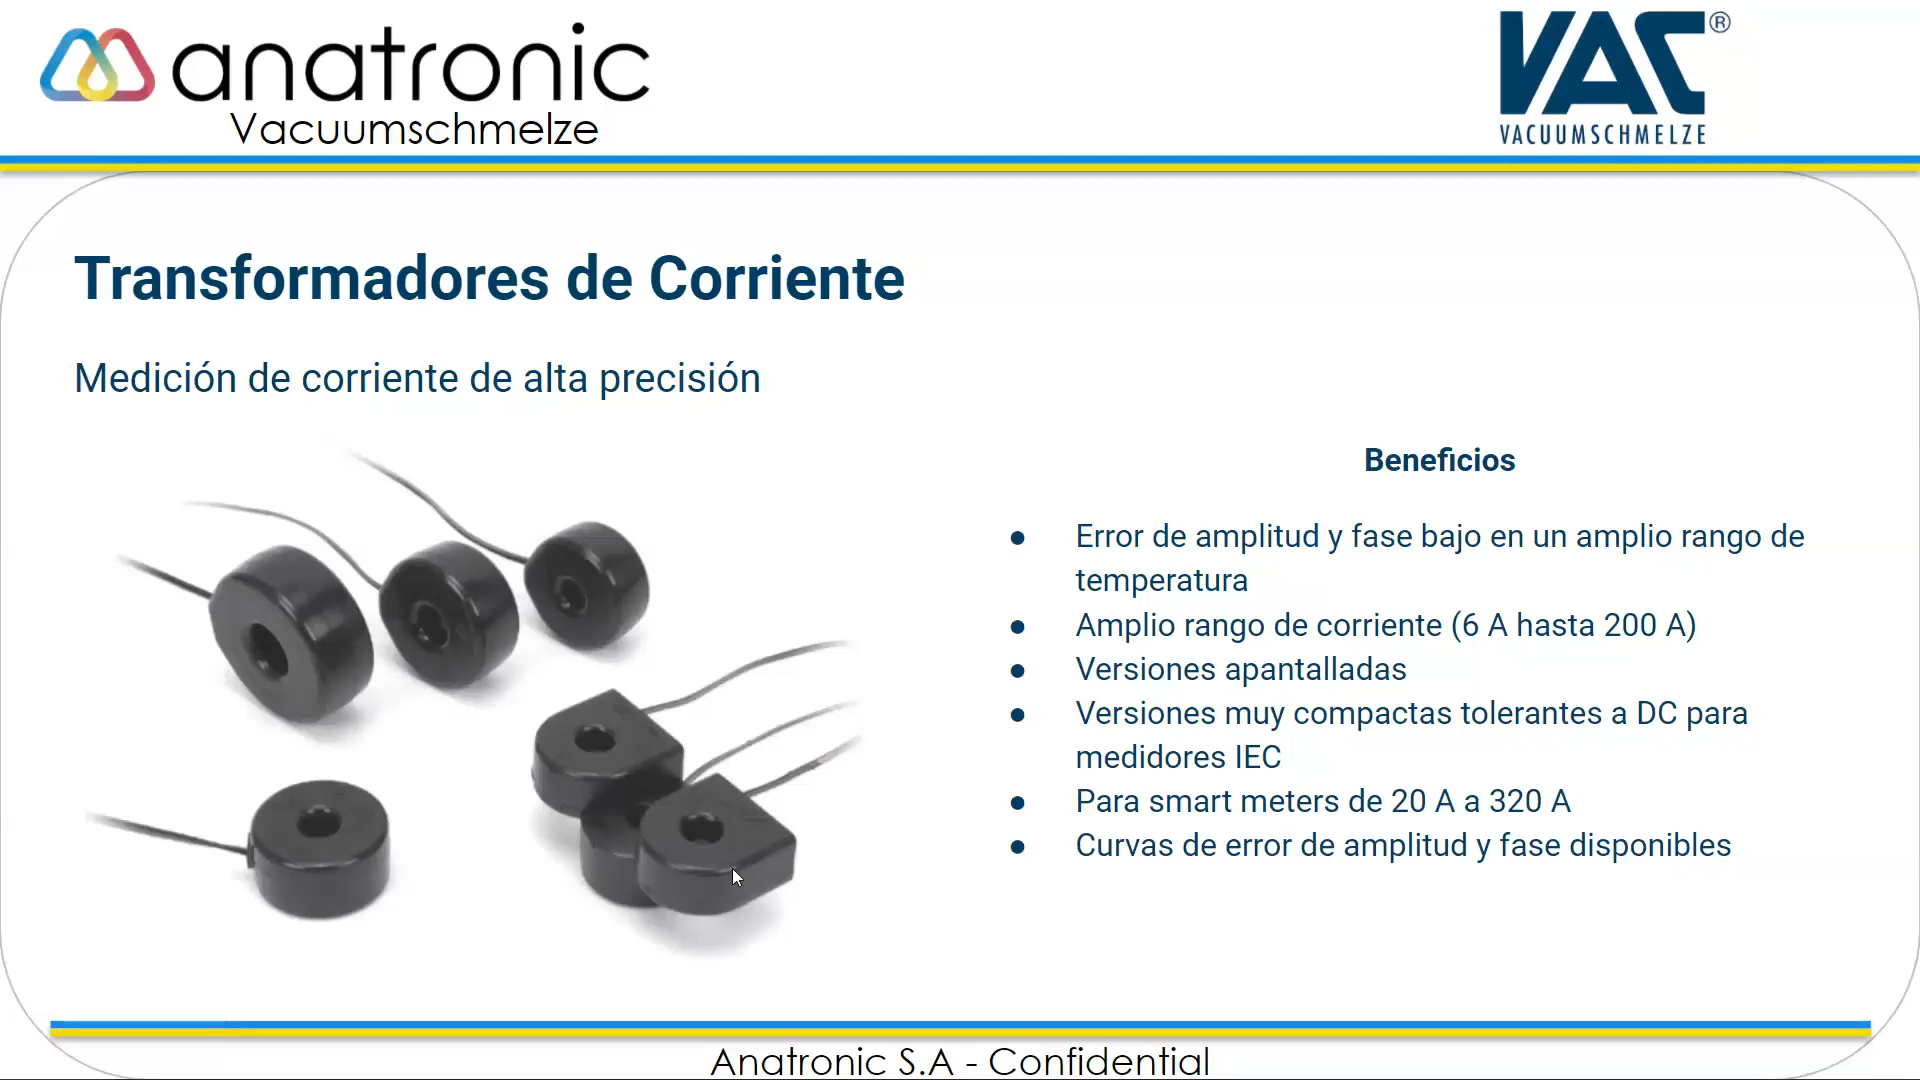 anatronic
Vacuumschmelze
VAC®
VACUUMSCHMELZE
Transformadores de Corriente
Medición de corriente de alta precisión
Beneficios
● Error de amplitud y fase bajo en un amplio rango de
temperatura
● Amplio rango de corriente (6 A hasta 200 A)
● Versiones apantalladas
● Versiones muy compactas tolerantes a DC para
medidores IEC
● Para smart meters de 20 A a 320 A
● Curvas de error de amplitud y fase disponibles
Anatronic S.A - Confidential